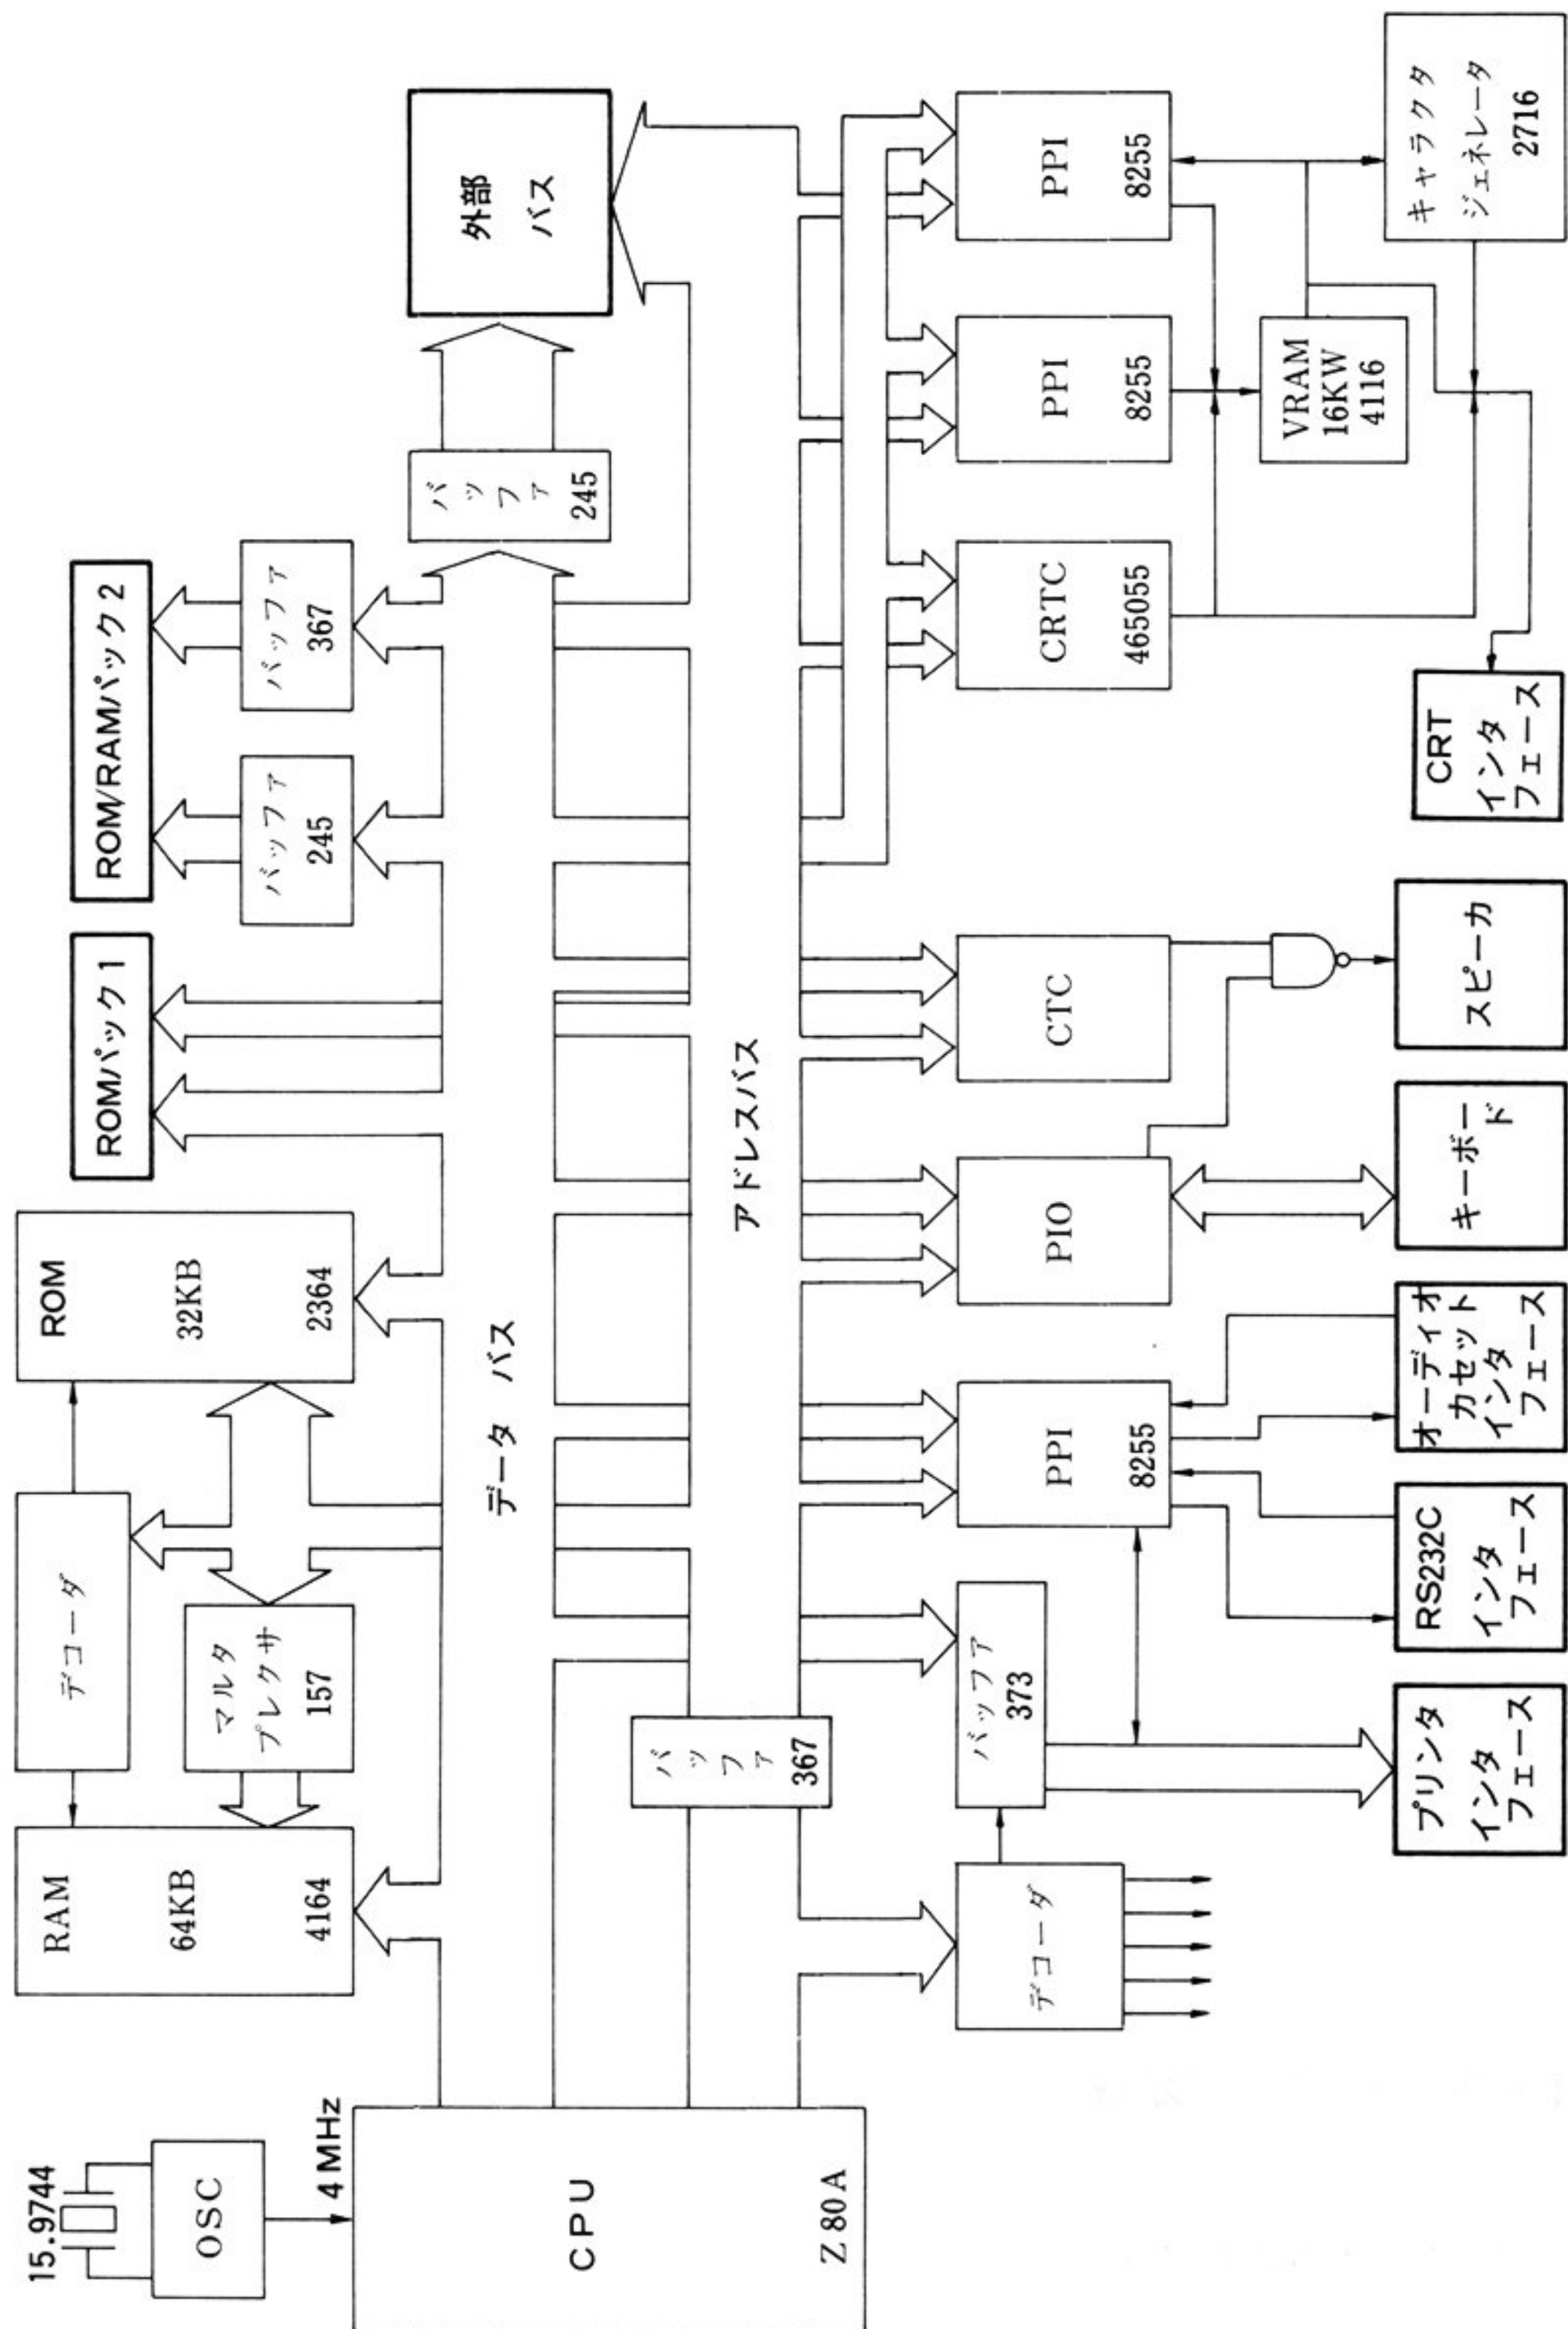 15.9744
OSC
4 MHz
CPU
Z 80 A
RAM
64KB
4164
デコーダ
マルタ
プレクサ
157
ROM
32KB
2364
ROMパック 1
ROM/RAMパック 2
バッファ
245
バッファ
367
データ バス
バッファ
245
外部
バス
バッファ
367
アドレスバス
デコーダ
バッファ
373
PPI
8255
PIO
CTC
CRTC
465055
PPI
8255
PPI
8255
VRAM
16KW
4116
キャラクタ
ジェネレータ
2716
プリンタ
インタ
フェース
RS232C
インタ
フェース
オーディオ
カセット
インタ
フェース
キーボー
ド
スピーカ
CRT
インタ
フェース